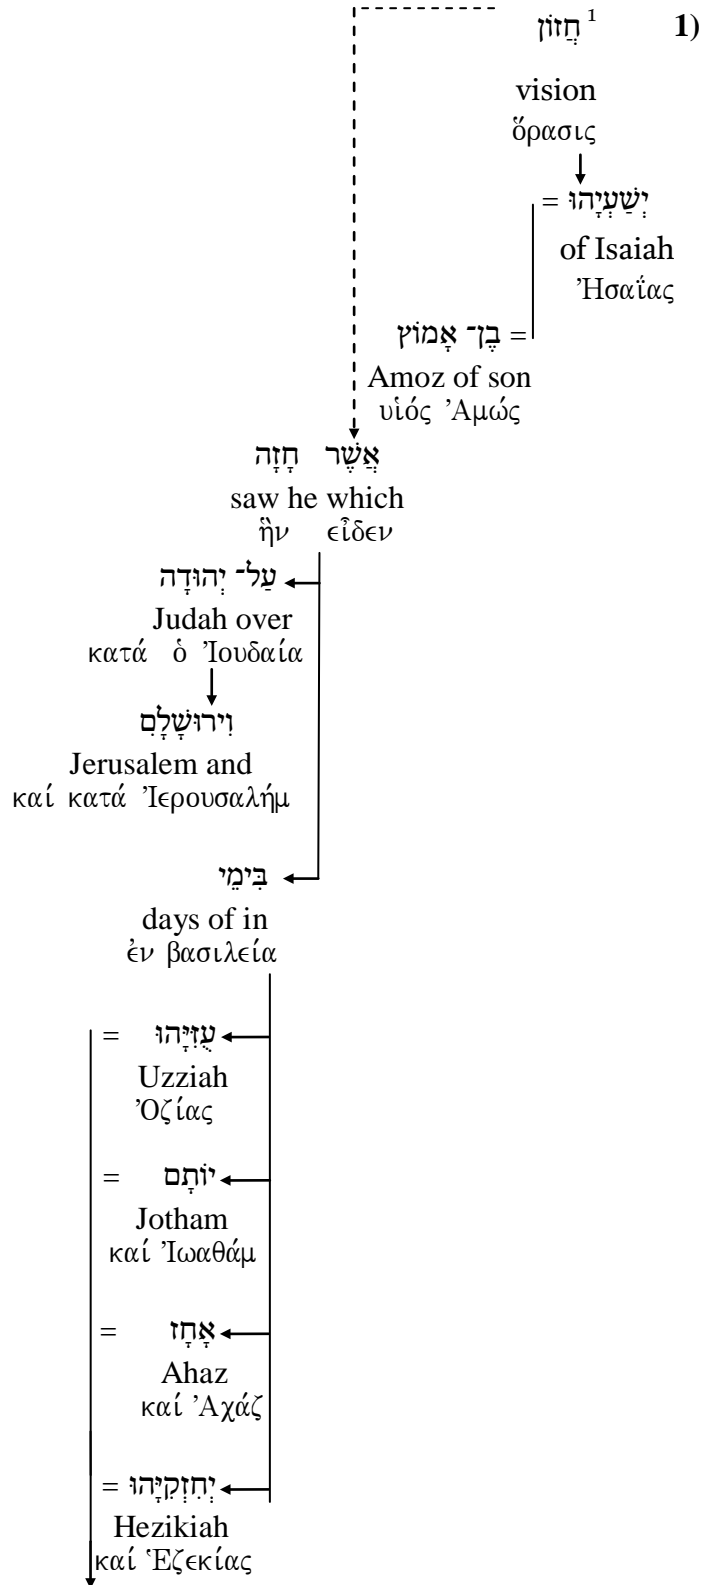 1) ¹ חֲזוֹן
vision
ὅρασις
יְשַׁעְיָהוּ =
of Isaiah
Ἠσαΐας
= בֶן־ אָמוֹץ
Amoz of son
υἱός Ἀμώς
אֲשֶׁר חָזָה
saw he which
ἣν εἶδεν
עַל־ יְהוּדָה
Judah over
κατά ὁ Ἰουδαία
וִירוּשָׁלִָם
Jerusalem and
καί κατά Ἰερουσαλήμ
בִּימֵי
days of in
ἐν βασιλεία
עֻזִּיָּהוּ =
Uzziah
Ὀζίας
יוֹתָם =
Jotham
καί Ἰωαθάμ
אָחָז =
Ahaz
καί Ἀχάζ
יְחִזְקִיָּהוּ =
Hezikiah
καί Ἑζεκίας